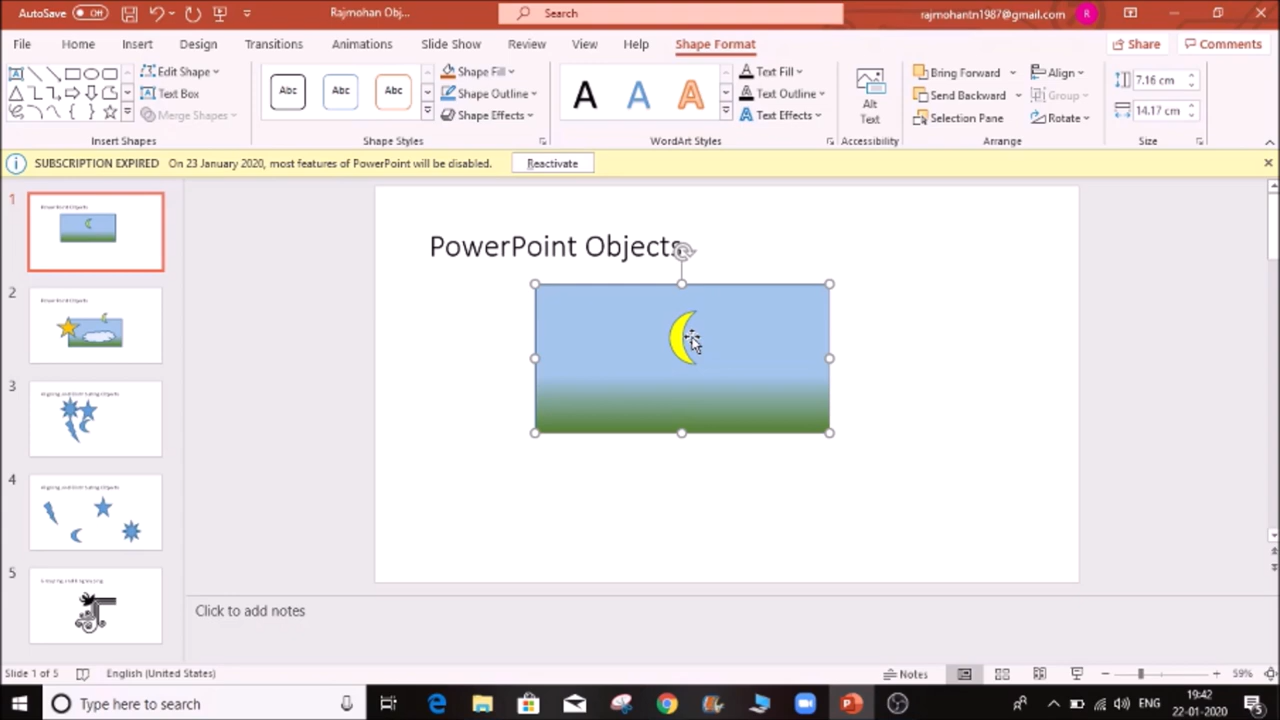 AutoSave Off Rajmohan Obj... Search rajmohantn1987@gmail.com R
File Home Insert Design Transitions Animations Slide Show Review View Help Shape Format Share Comments
Edit Shape
Text Box
Merge Shapes
Insert Shapes
Abc Abc Abc
Shape Fill
Shape Outline
Shape Effects
Shape Styles
A A A
Text Fill
Text Outline
Text Effects
WordArt Styles
Alt
Text
Accessibility
Bring Forward
Send Backward
Selection Pane
Align
Group
Rotate
Arrange
7.16 cm
14.17 cm
Size
SUBSCRIPTION EXPIRED On 23 January 2020, most features of PowerPoint will be disabled. Reactivate
1
2
3
4
5
PowerPoint Objects
Click to add notes
Slide 1 of 5 English (United States) Notes 59%
Type here to search
ENG
19:42
22-01-2020
5